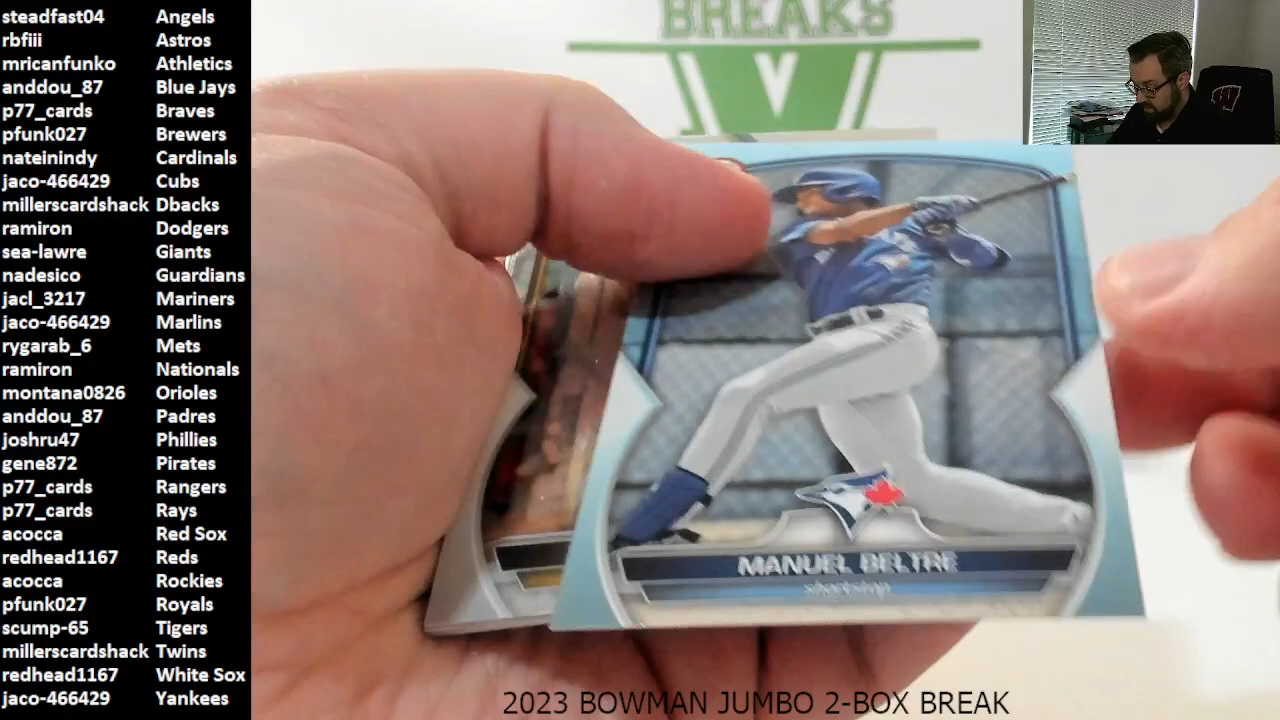 steadfast04 Angels
rbfiii Astros
mricanfunko Athletics
anddou_87 Blue Jays
p77_cards Braves
pfunk027 Brewers
nateinindy Cardinals
jaco-466429 Cubs
millerscardshack Dbacks
ramiron Dodgers
sea-lawre Giants
nadesico Guardians
jacl_3217 Mariners
jaco-466429 Marlins
rygarab_6 Mets
ramiron Nationals
montana0826 Orioles
anddou_87 Padres
joshru47 Phillies
gene872 Pirates
p77_cards Rangers
p77_cards Rays
acocca Red Sox
redhead1167 Reds
acocca Rockies
pfunk027 Royals
scump-65 Tigers
millerscardshack Twins
redhead1167 White Sox
jaco-466429 Yankees
BREAKS
V
W
MANUEL BELTRE
shortstop
2023 BOWMAN JUMBO 2-BOX BREAK